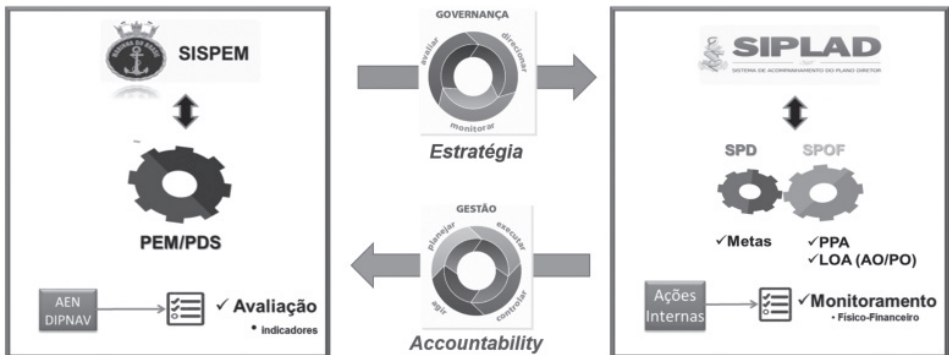 SISPEM
PEM/PDS
AEN
DIPNAV
✓ Avaliação
• indicadores
GOVERNANÇA
avaliar
direcionar
monitorar
Estratégia
GESTÃO
planejar
executar
agir
controlar
Accountability
SIPLAD
SISTEMA DE ACOMPANHAMENTO DO PLANO DIRETOR
SPD
SPOF
✓Metas
✓PPA
✓LOA (AO/PO)
Ações
Internas
✓Monitoramento
• Físico-Financeiro